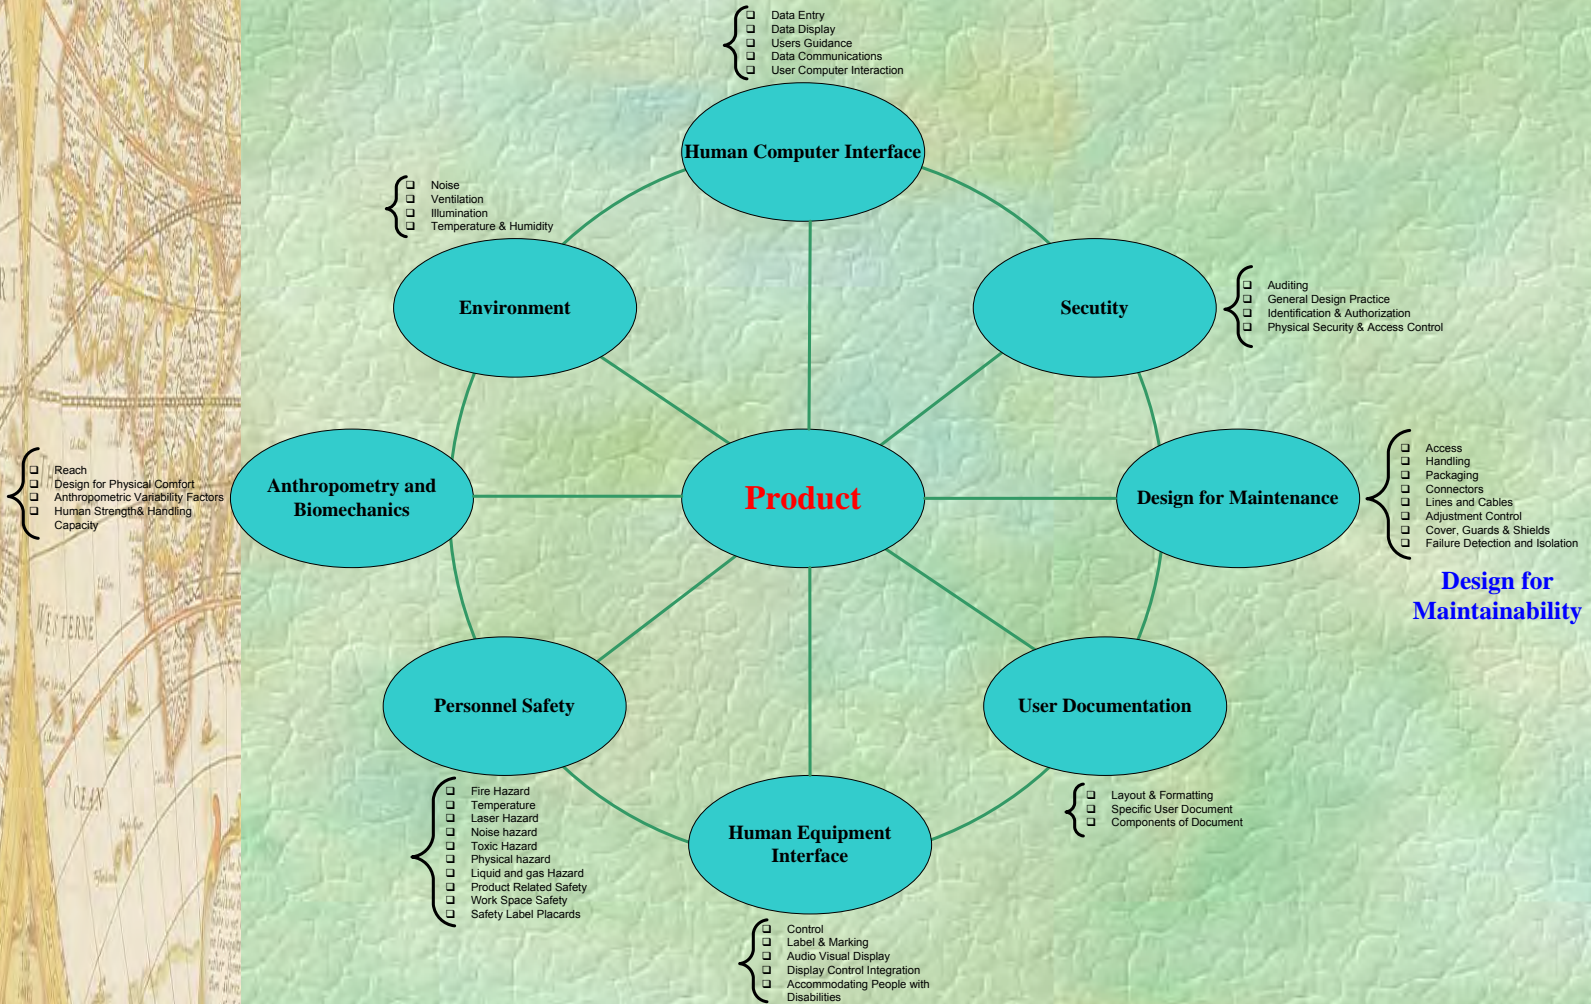 Data Entry
Data Display
Users Guidance
Data Communications
User Computer Interaction
Human Computer Interface
Noise
Ventilation
Illumination
Temperature & Humidity
Environment
Secutity
Auditing
General Design Practice
Identification & Authorization
Physical Security & Access Control
Reach
Design for Physical Comfort
Anthropometric Variability Factors
Human Strength& Handling
Capacity
Anthropometry and
Biomechanics
Product
Design for Maintenance
Access
Handling
Packaging
Connectors
Lines and Cables
Adjustment Control
Cover, Guards & Shields
Failure Detection and Isolation
Design for
Maintainability
Personnel Safety
Fire Hazard
Temperature
Laser Hazard
Noise hazard
Toxic Hazard
Physical hazard
Liquid and gas Hazard
Product Related Safety
Work Space Safety
Safety Label Placards
User Documentation
Layout & Formatting
Specific User Document
Components of Document
Human Equipment
Interface
Control
Label & Marking
Audio Visual Display
Display Control Integration
Accommodating People with
Disabilities
WESTERNE
OCEAN